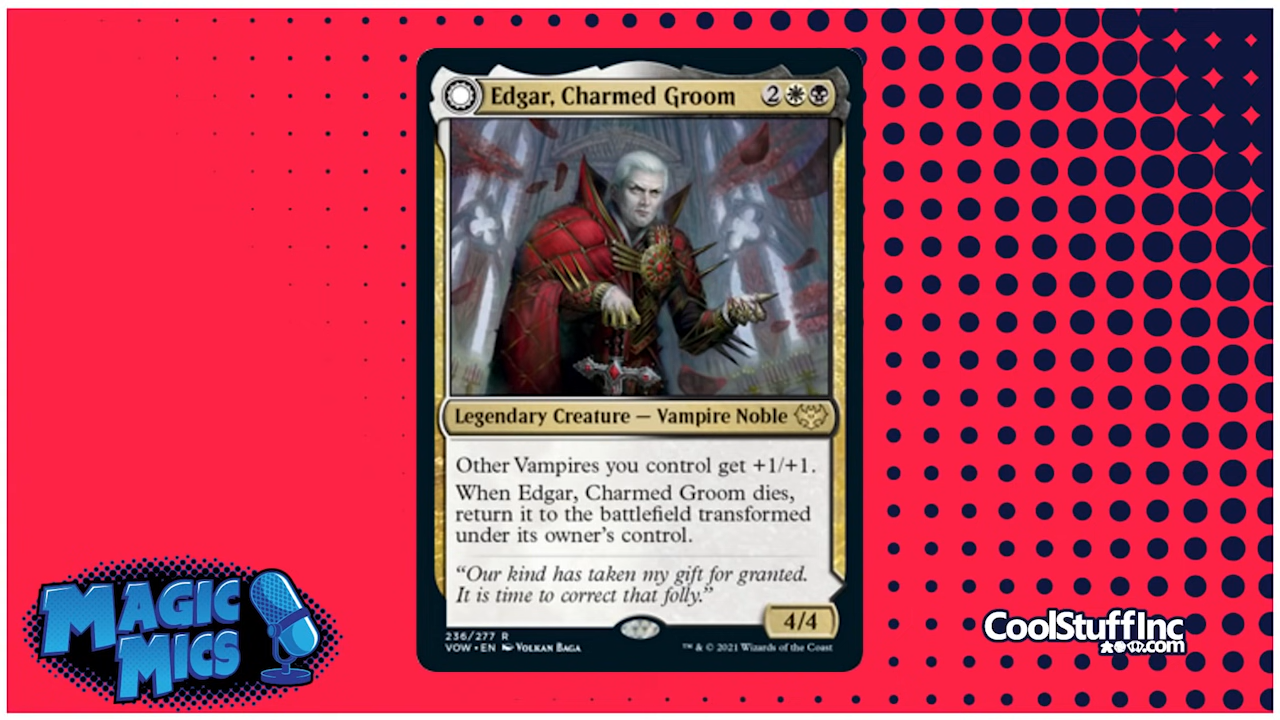 Edgar, Charmed Groom 2
Legendary Creature — Vampire Noble
Other Vampires you control get +1/+1.
When Edgar, Charmed Groom dies,
return it to the battlefield transformed
under its owner's control.
“Our kind has taken my gift for granted.
It is time to correct that folly.”
4/4
236/277 R
VOW • EN VOLKAN BAGA
™ & © 2021 Wizards of the Coast
MAGIC
MICS
CoolStuffInc
.com